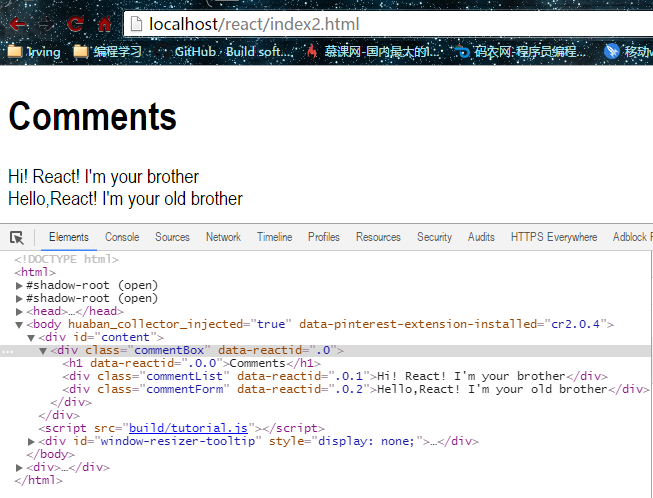 localhost/react/index2.html
Trving 编程学习 GitHub · Build soft... 慕课网-国内最大的I... 码农网-程序员编程... 移动w
Comments
Hi! React! I'm your brother
Hello,React! I'm your old brother
Elements Console Sources Network Timeline Profiles Resources Security Audits HTTPS Everywhere Adblock P
<!DOCTYPE html>
<html>
▶#shadow-root (open)
▶#shadow-root (open)
▶<head>…</head>
▼<body huaban_collector_injected="true" data-pinterest-extension-installed="cr2.0.4">
▼<div id="content">
▼<div class="commentBox" data-reactid=".0">
<h1 data-reactid=".0.0">Comments</h1>
<div class="commentList" data-reactid=".0.1">Hi! React! I'm your brother</div>
<div class="commentForm" data-reactid=".0.2">Hello,React! I'm your old brother</div>
</div>
</div>
<script src="build/tutorial.js"></script>
▶<div id="window-resizer-tooltip" style="display: none;">…</div>
</body>
▶<div>…</div>
</html>